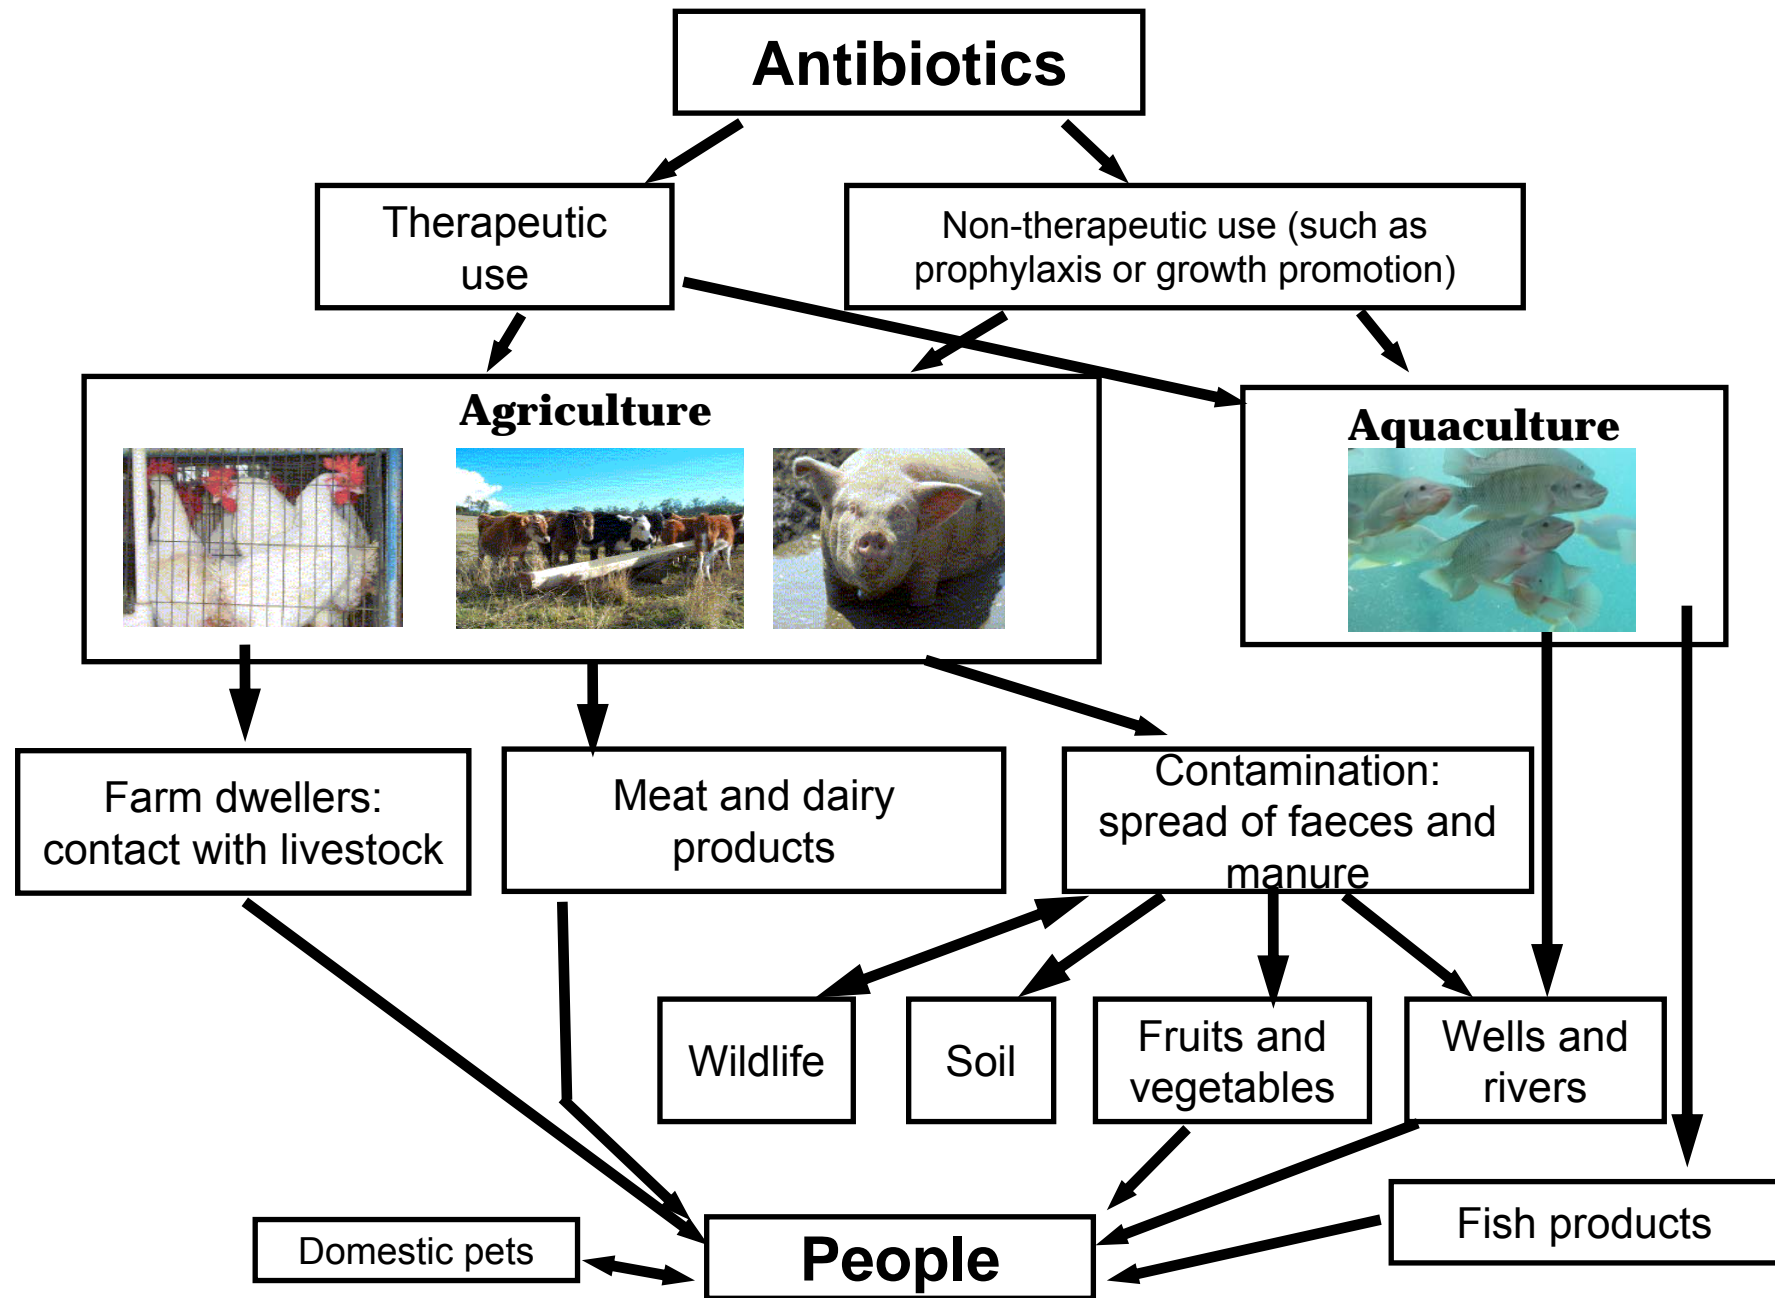 Antibiotics
Therapeutic
use
Non-therapeutic use (such as
prophylaxis or growth promotion)
Agriculture
Aquaculture
Farm dwellers:
contact with livestock
Meat and dairy
products
Contamination:
spread of faeces and
manure
Wildlife
Soil
Fruits and
vegetables
Wells and
rivers
Fish products
Domestic pets
People